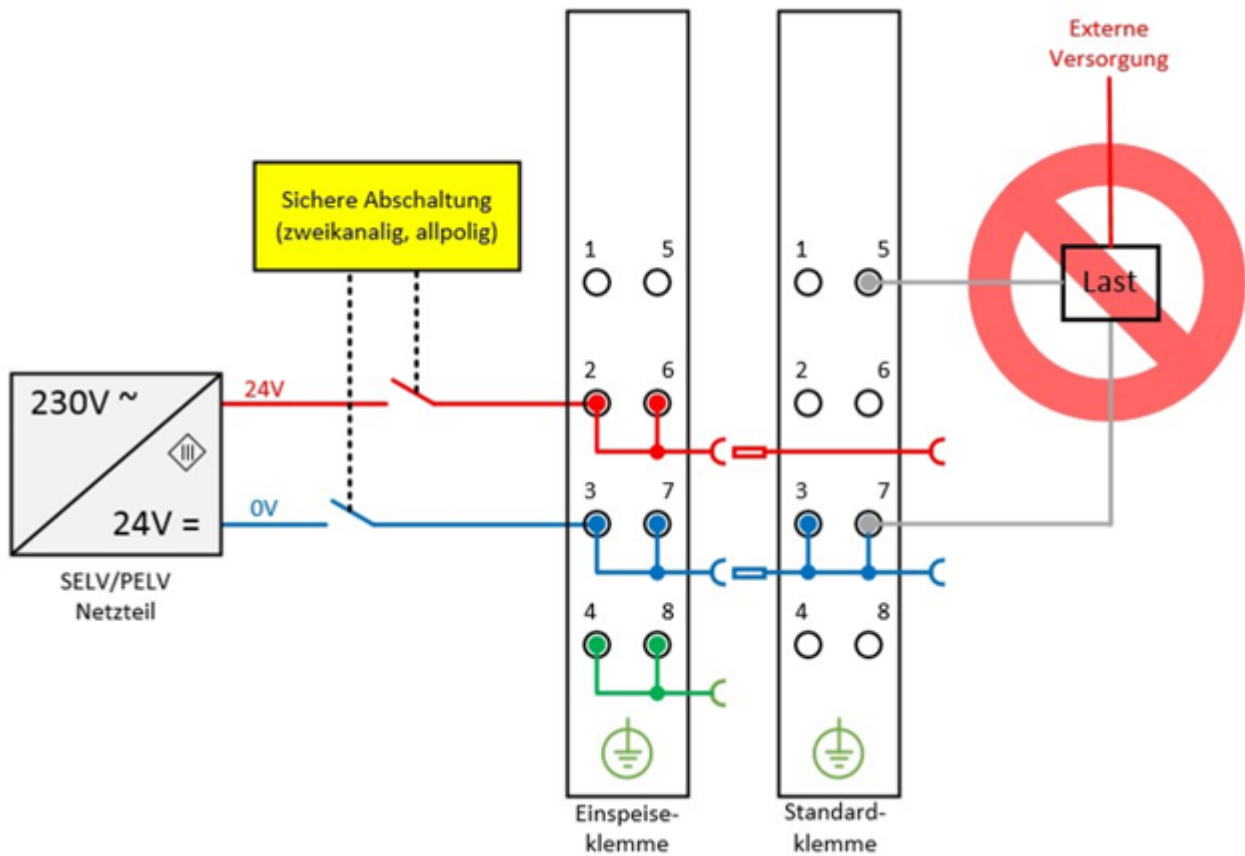 Externe
Versorgung
Sichere Abschaltung
(zweikanalig, allpolig)
1 5 1 5
Last
2 6 2 6
230V ~
24V
III
3 7 3 7
0V
24V =
SELV/PELV
Netzteil
4 8 4 8
Einspeise-
klemme
Standard-
klemme